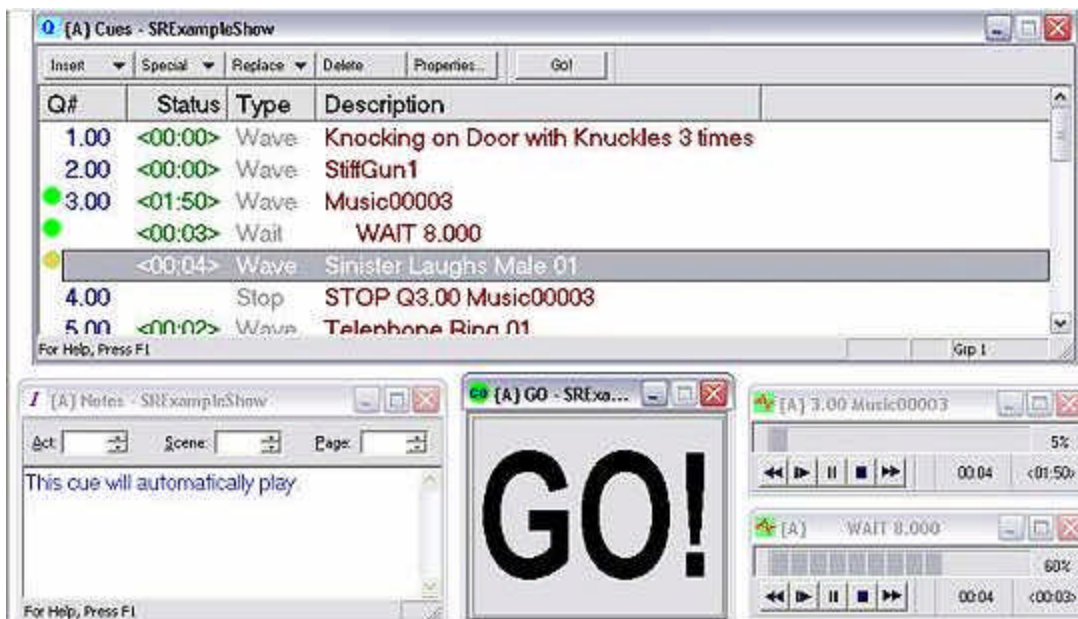 Q {A} Cues - SRExampleShow
Insert Special Replace Delete Properties... Go!
Q# Status Type Description
1.00 <00:00> Wave Knocking on Door with Knuckles 3 times
2.00 <00:00> Wave StiffGun1
3.00 <01:50> Wave Music00003
<00:03> Wait WAIT 8.000
<00:04> Wave Sinister Laughs Male 01
4.00 Stop STOP Q3.00 Music00003
5.00 <00:02> Wave Telephone Ring 01
For Help, Press F1 Grp 1
I {A} Notes - SRExampleShow
Act: Scene: Page:
This cue will automatically play.
For Help, Press F1
GO {A} GO - SRExa...
GO!
{A} 3.00 Music00003
5%
00:04 <01:50>
{A} WAIT 8.000
60%
00:04 <00:03>